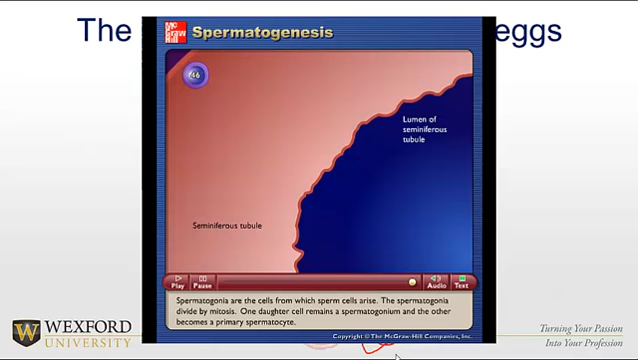 The
eggs
Mc
Graw
Hill
Spermatogenesis
46
Lumen of
seminiferous
tubule
Seminiferous tubule
Play
Pause
Audio
Text
Spermatogonia are the cells from which sperm cells arise. The spermatogonia
divide by mitosis. One daughter cell remains a spermatogonium and the other
becomes a primary spermatocyte.
Copyright © The McGraw-Hill Companies, Inc.
WEXFORD
UNIVERSITY
Turning Your Passion
Into Your Profession